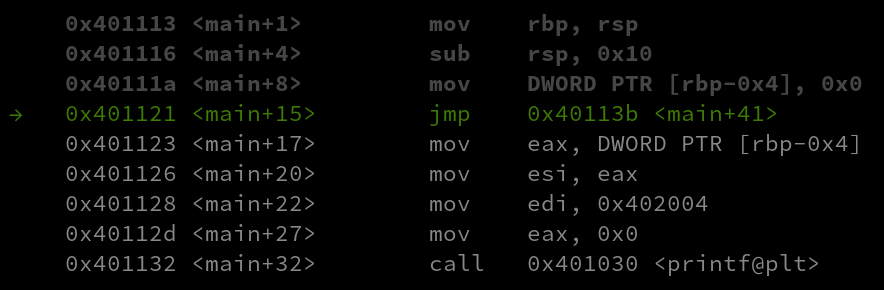 0x401113 <main+1> mov rbp, rsp
0x401116 <main+4> sub rsp, 0x10
0x40111a <main+8> mov DWORD PTR [rbp-0x4], 0x0
→ 0x401121 <main+15> jmp 0x40113b <main+41>
0x401123 <main+17> mov eax, DWORD PTR [rbp-0x4]
0x401126 <main+20> mov esi, eax
0x401128 <main+22> mov edi, 0x402004
0x40112d <main+27> mov eax, 0x0
0x401132 <main+32> call 0x401030 <printf@plt>